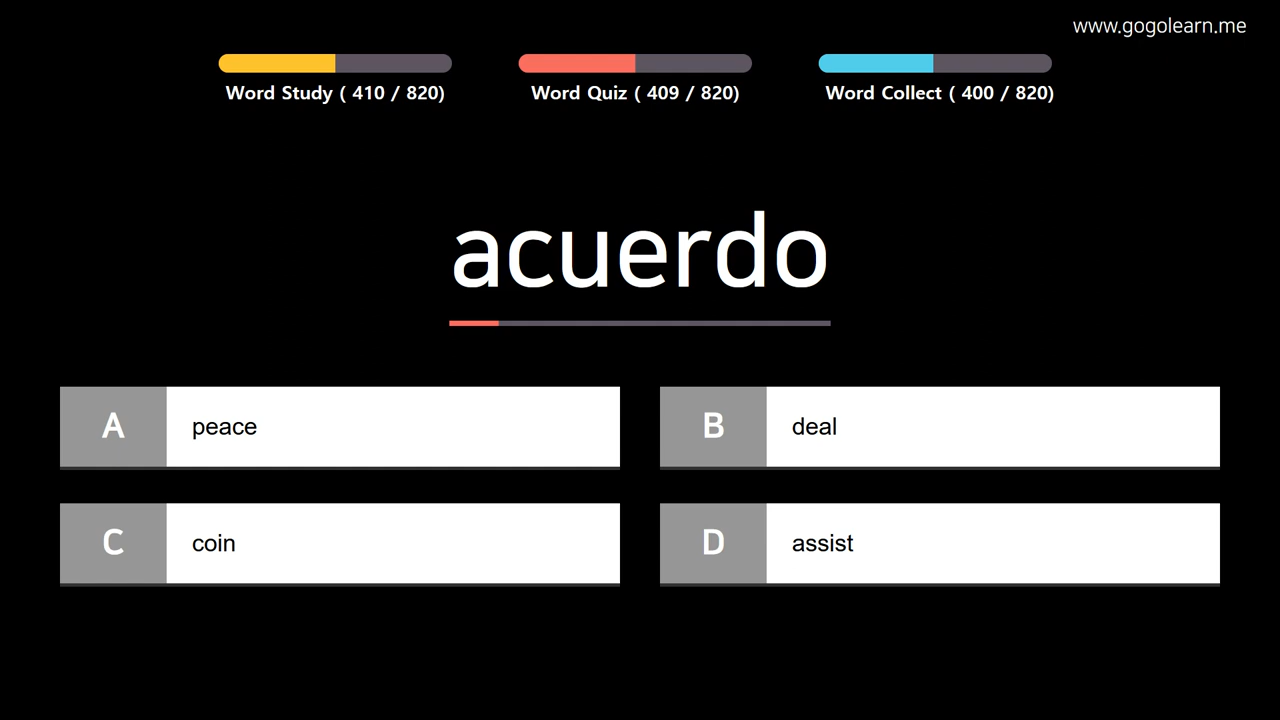 www.gogolearn.me
Word Study ( 410 / 820)
Word Quiz ( 409 / 820)
Word Collect ( 400 / 820)
acuerdo
A peace
B deal
C coin
D assist